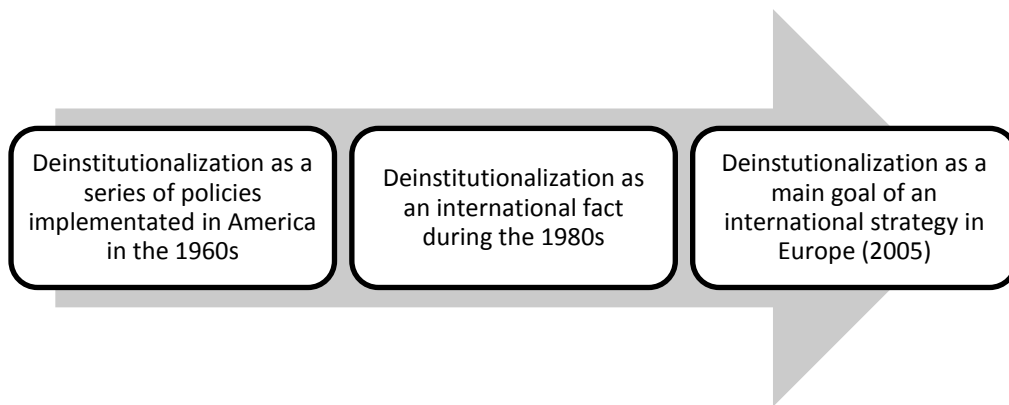 Deinstitutionalization as a
series of policies
implementated in America
in the 1960s
Deinstitutionalization as
an international fact
during the 1980s
Deinstutionalization as a
main goal of an
international strategy in
Europe (2005)